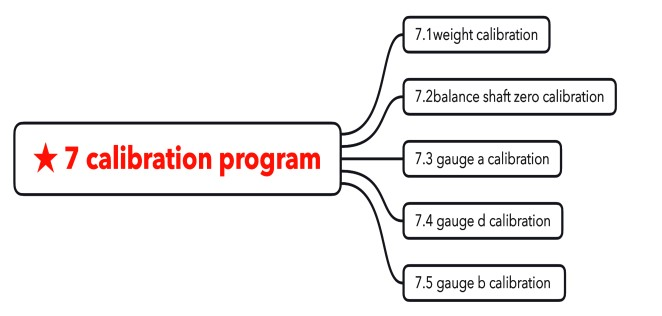 ★ 7 calibration program
7.1weight calibration
7.2balance shaft zero calibration
7.3 gauge a calibration
7.4 gauge d calibration
7.5 gauge b calibration